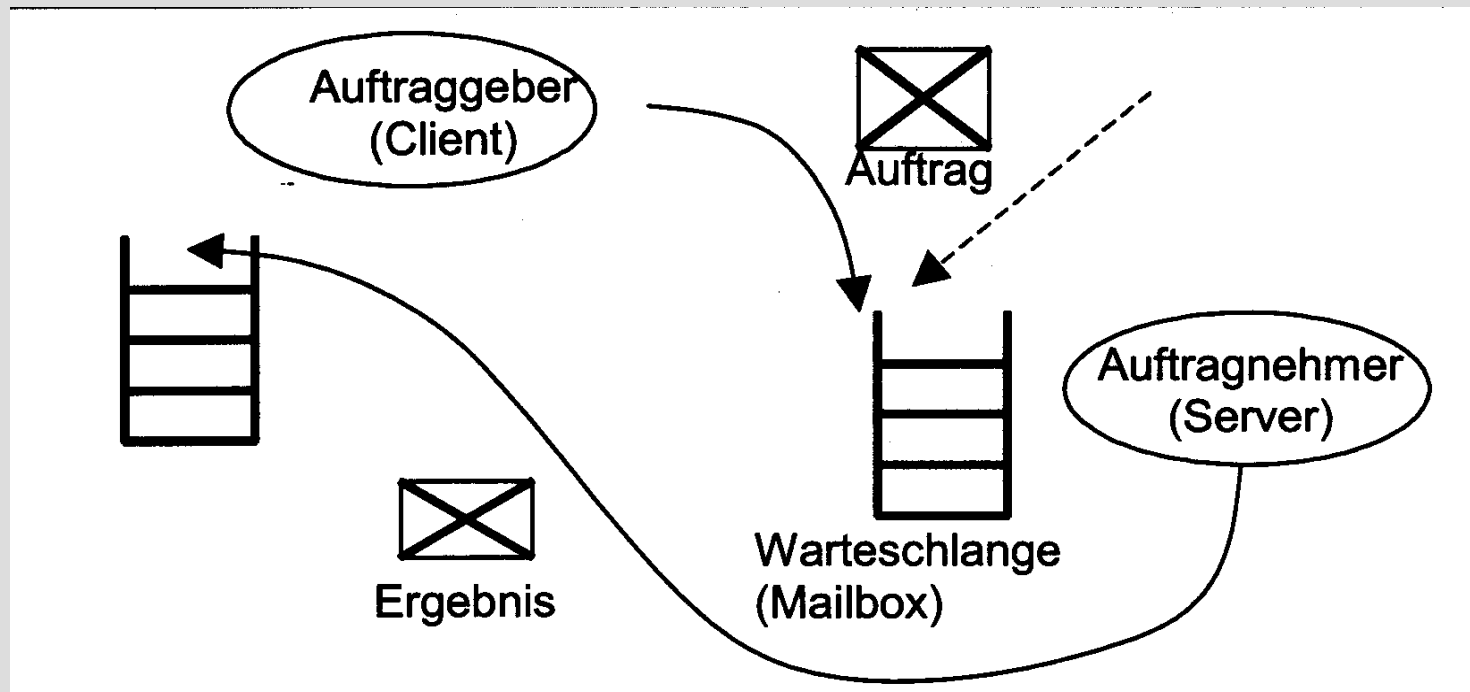 Auftraggeber
(Client)
Auftrag
Auftragnehmer
(Server)
Warteschlange
(Mailbox)
Ergebnis